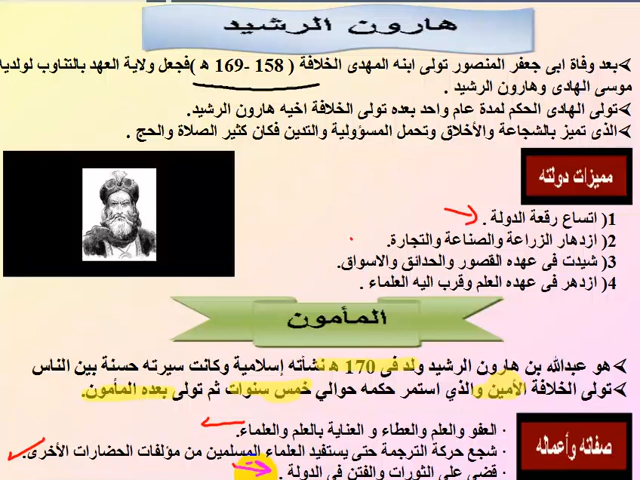 هارون الرشيد
بعد وفاة ابى جعفر المنصور تولى ابنه المهدى الخلافة ( 158 -169 ه )فجعل ولاية العهد بالتناوب لولديا
موسى الهادى وهارون الرشيد .
تولى الهادى الحكم لمدة عام واحد بعده تولى الخلافة اخيه هارون الرشيد.
الذى تميز بالشجاعة والأخلاق وتحمل المسؤولية والتدين فكان كثير الصلاة والحج .
مميزات دولته
1( اتساع رقعة الدولة .
2( ازدهار الزراعة والصناعة والتجارة.
3( شيدت فى عهده القصور والحدائق والاسواق.
4( ازدهر فى عهده العلم وقرب اليه العلماء .
المأمون
هو عبدالله بن هارون الرشيد ولد فى 170 ه نشأته إسلامية وكانت سيرته حسنة بين الناس
تولى الخلافة الأمين والذي استمر حكمه حوالي خمس سنوات ثم تولى بعده المأمون.
صفاته وأعماله
· العفو والعلم والعطاء و العناية بالعلم والعلماء.
· شجع حركة الترجمة حتى يستفيد العلماء المسلمين من مؤلفات الحضارات الأخرى.
· قضى على الثورات والفتن في الدولة .